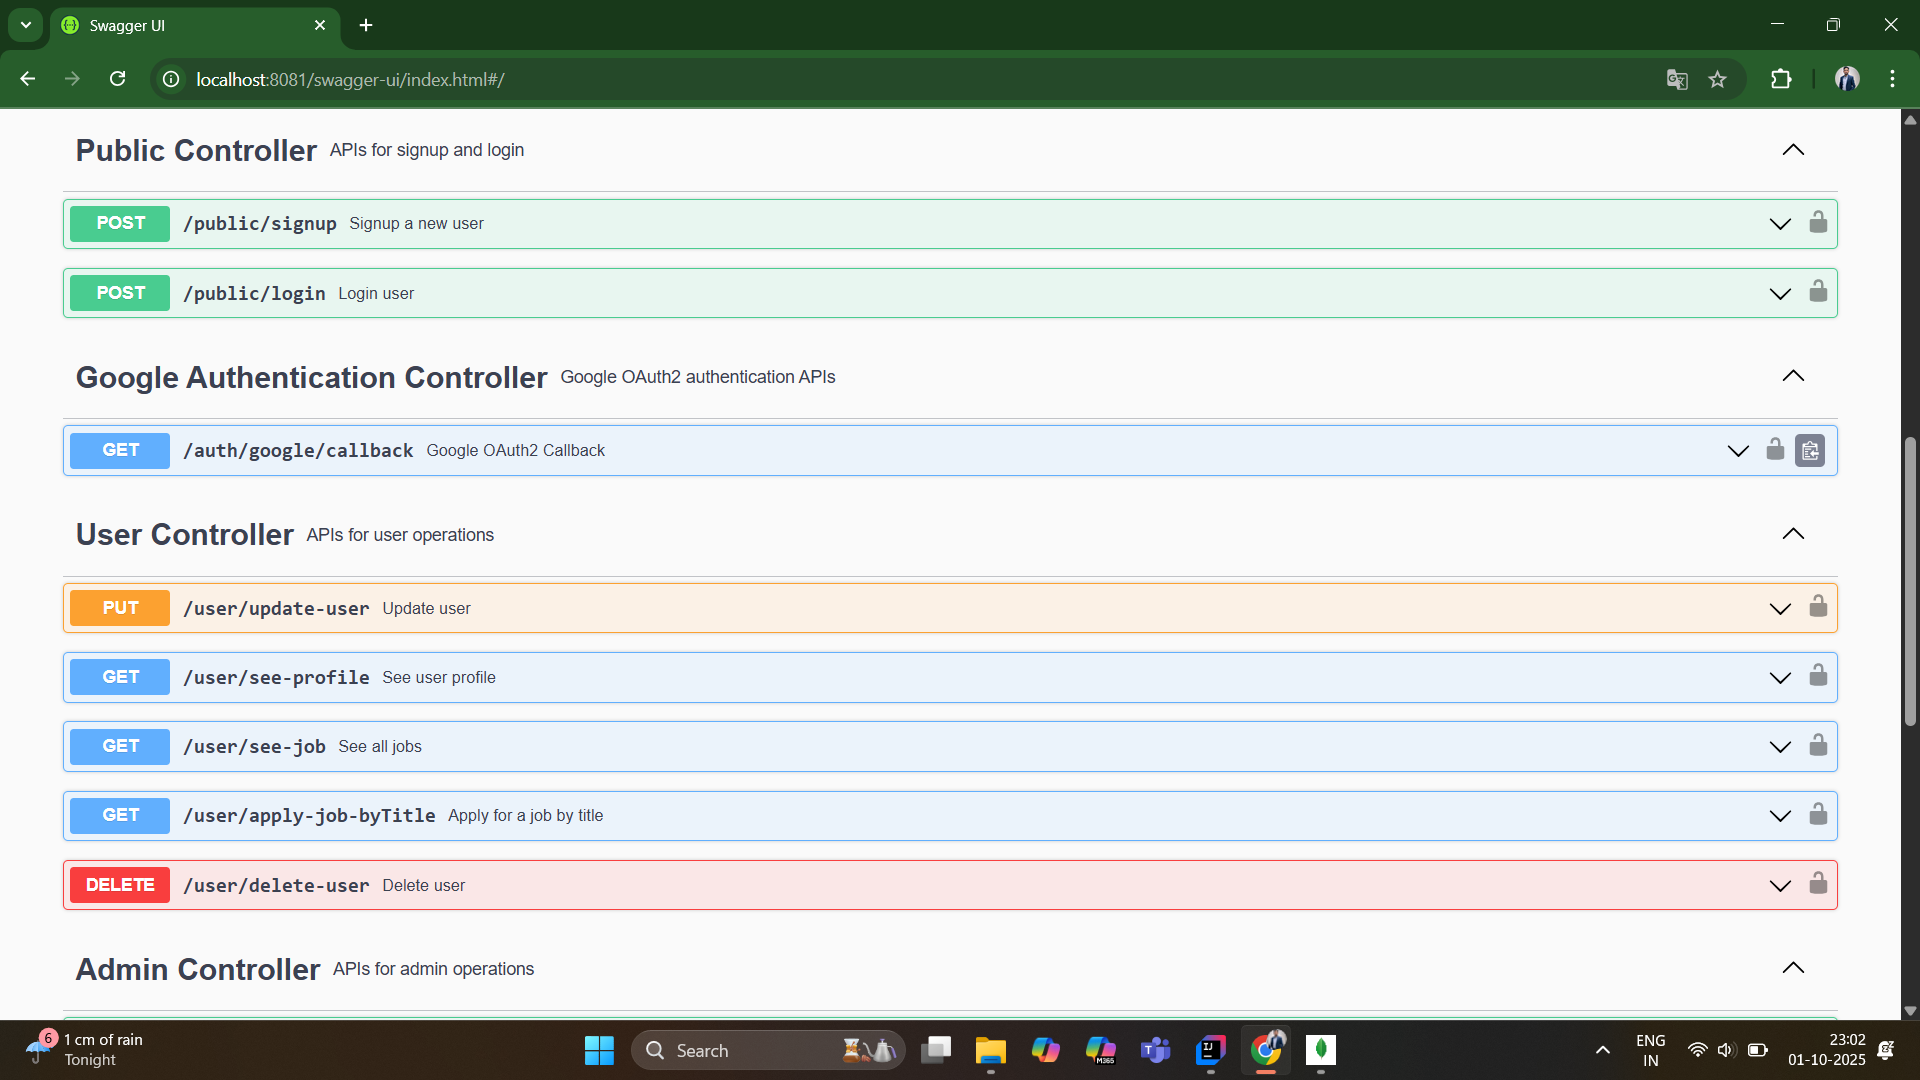 Swagger UI
localhost:8081/swagger-ui/index.html#/
Public Controller APIs for signup and login
POST /public/signup Signup a new user
POST /public/login Login user
Google Authentication Controller Google OAuth2 authentication APIs
GET /auth/google/callback Google OAuth2 Callback
User Controller APIs for user operations
PUT /user/update-user Update user
GET /user/see-profile See user profile
GET /user/see-job See all jobs
GET /user/apply-job-byTitle Apply for a job by title
DELETE /user/delete-user Delete user
Admin Controller APIs for admin operations
6 1 cm of rain
Tonight
Search
M365
T
IJ
ENG
IN
23:02
01-10-2025